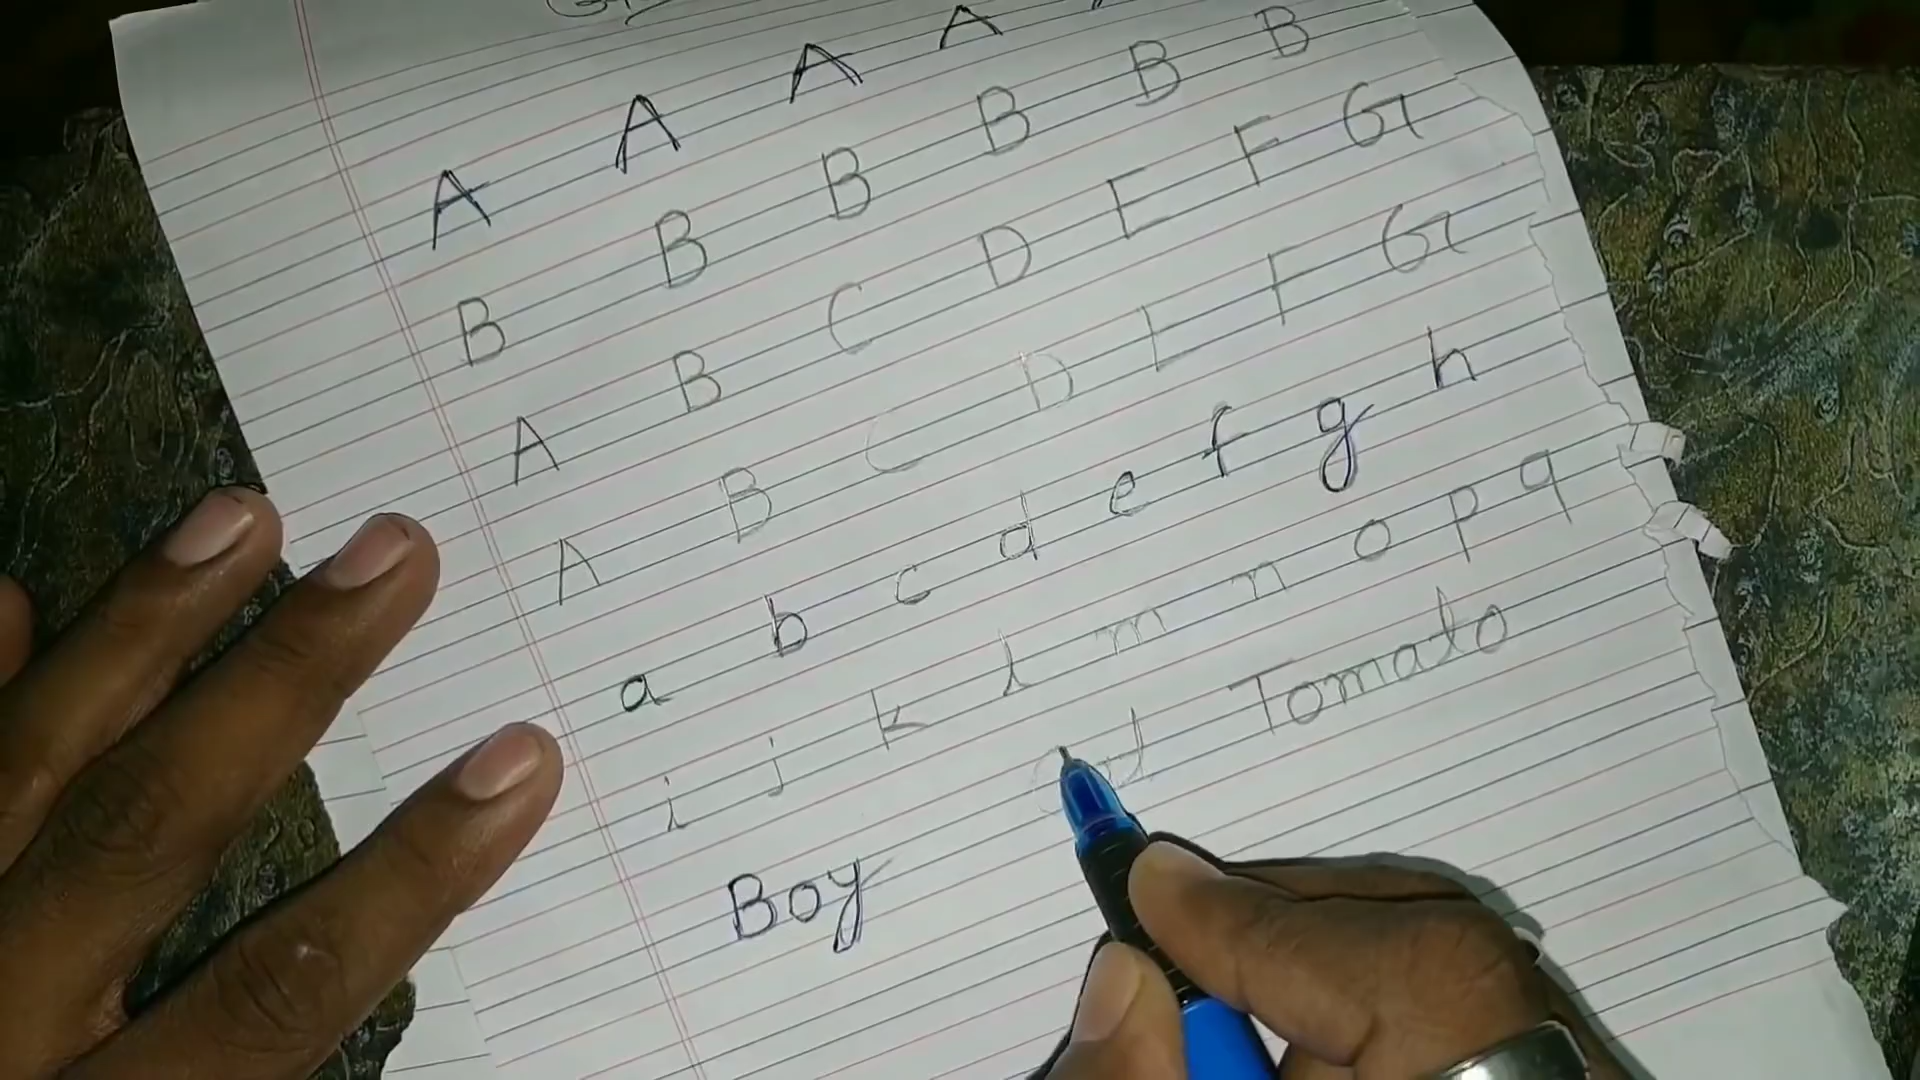 A A A A
B B B B B B
A B C D E F G
A B C D E F G
a b c d e f g h
i j k l m n o p q
Boy Tomato